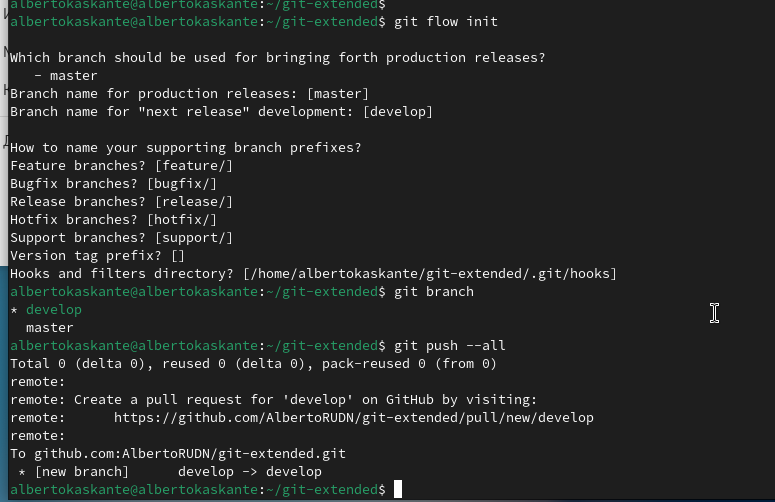 albertokaskante@albertokaskante:~/git-extended$
albertokaskante@albertokaskante:~/git-extended$ git flow init
Which branch should be used for bringing forth production releases?
   - master
Branch name for production releases: [master]
Branch name for "next release" development: [develop]
How to name your supporting branch prefixes?
Feature branches? [feature/]
Bugfix branches? [bugfix/]
Release branches? [release/]
Hotfix branches? [hotfix/]
Support branches? [support/]
Version tag prefix? []
Hooks and filters directory? [/home/albertokaskante/git-extended/.git/hooks]
albertokaskante@albertokaskante:~/git-extended$ git branch
* develop
  master
albertokaskante@albertokaskante:~/git-extended$ git push --all
Total 0 (delta 0), reused 0 (delta 0), pack-reused 0 (from 0)
remote:
remote: Create a pull request for 'develop' on GitHub by visiting:
remote:      https://github.com/AlbertoRUDN/git-extended/pull/new/develop
remote:
To github.com:AlbertoRUDN/git-extended.git
 * [new branch]      develop -> develop
albertokaskante@albertokaskante:~/git-extended$